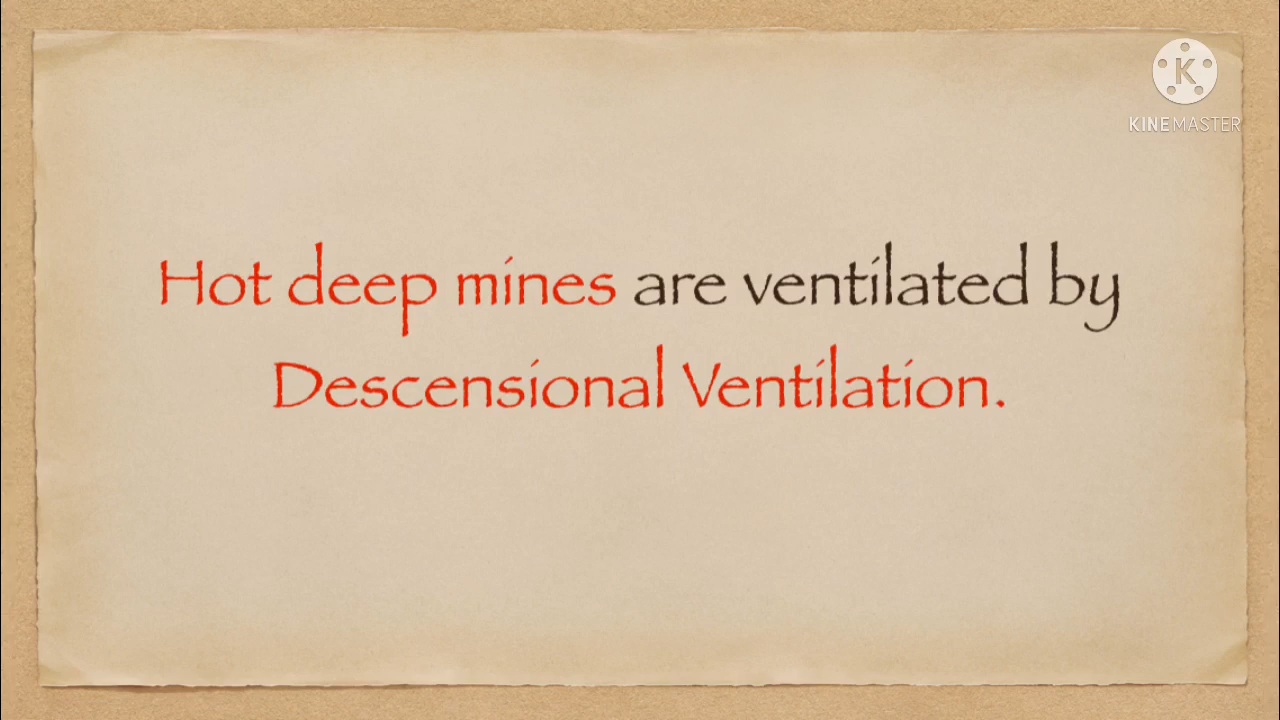 K
KINEMASTER
Hot deep mines are ventilated by
Descensional Ventilation.